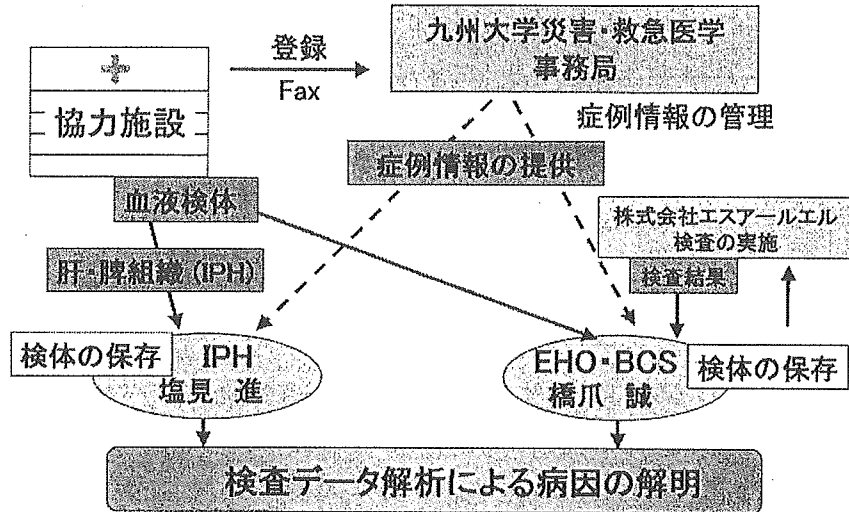 九州大学災害・救急医学
事務局
登録
Fax
協力施設
症例情報の管理
症例情報の提供
血液検体
株式会社エスアールエル
検査の実施
肝・脾組織(IPH)
検査結果
検体の保存
IPH
塩見 進
EHO・BCS
橋爪 誠
検体の保存
検査データ解析による病因の解明